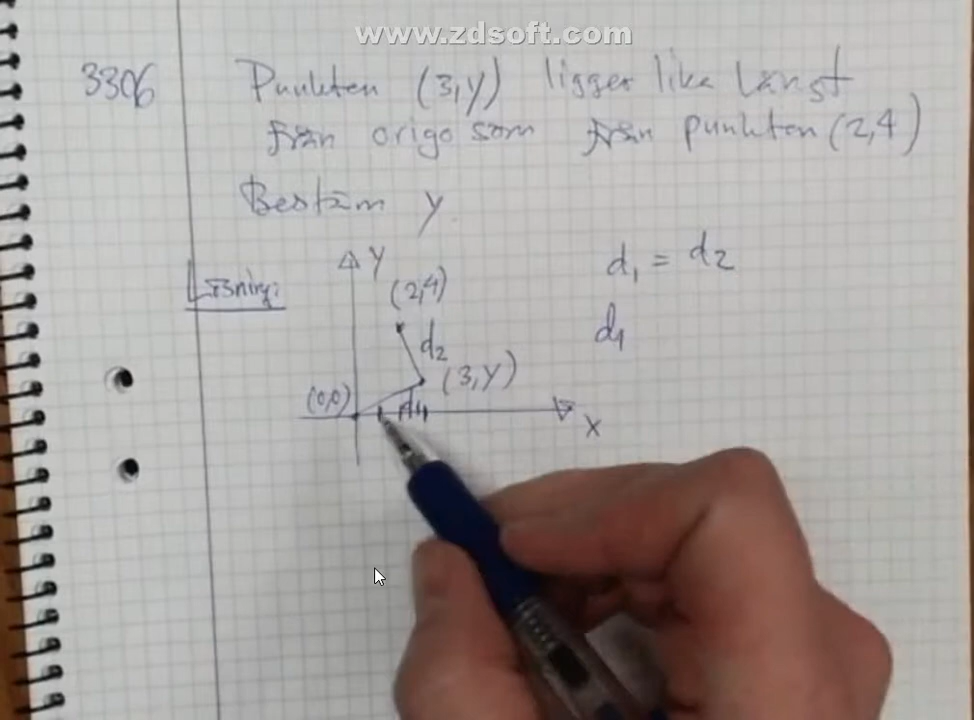 www.zdsoft.com
3306 Punkten (3,y) ligger lika långt
från origo som från punkten (2,4)
Bestäm y.
Lösning:
y
(2,4)
d₁ = d₂
d₁
d₂
(3,y)
(0,0)
d₁
x